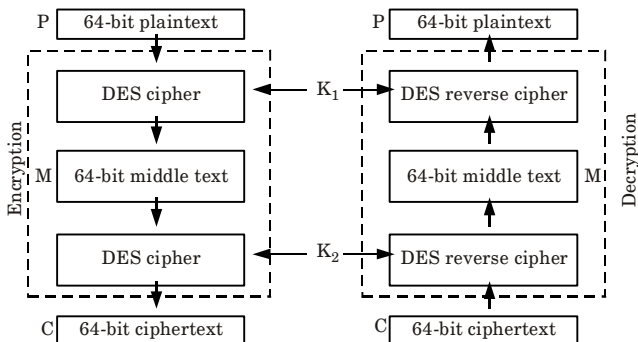 P 64-bit plaintext
DES cipher
M 64-bit middle text
DES cipher
C 64-bit ciphertext
Encryption
K1
K2
P 64-bit plaintext
DES reverse cipher
64-bit middle text M
DES reverse cipher
C 64-bit ciphertext
Decryption